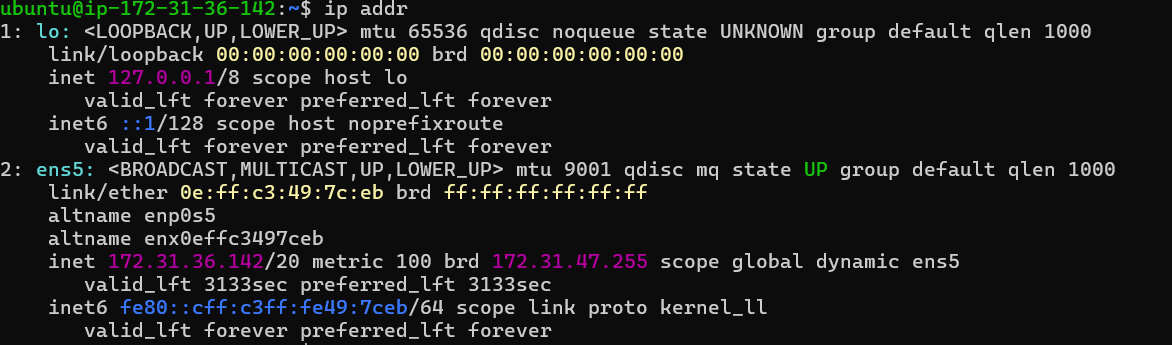 ubuntu@ip-172-31-36-142:~$ ip addr
1: lo: <LOOPBACK,UP,LOWER_UP> mtu 65536 qdisc noqueue state UNKNOWN group default qlen 1000
    link/loopback 00:00:00:00:00:00 brd 00:00:00:00:00:00
    inet 127.0.0.1/8 scope host lo
       valid_lft forever preferred_lft forever
    inet6 ::1/128 scope host noprefixroute
       valid_lft forever preferred_lft forever
2: ens5: <BROADCAST,MULTICAST,UP,LOWER_UP> mtu 9001 qdisc mq state UP group default qlen 1000
    link/ether 0e:ff:c3:49:7c:eb brd ff:ff:ff:ff:ff:ff
    altname enp0s5
    altname enx0effc3497ceb
    inet 172.31.36.142/20 metric 100 brd 172.31.47.255 scope global dynamic ens5
       valid_lft 3133sec preferred_lft 3133sec
    inet6 fe80::cff:c3ff:fe49:7ceb/64 scope link proto kernel_ll
       valid_lft forever preferred_lft forever